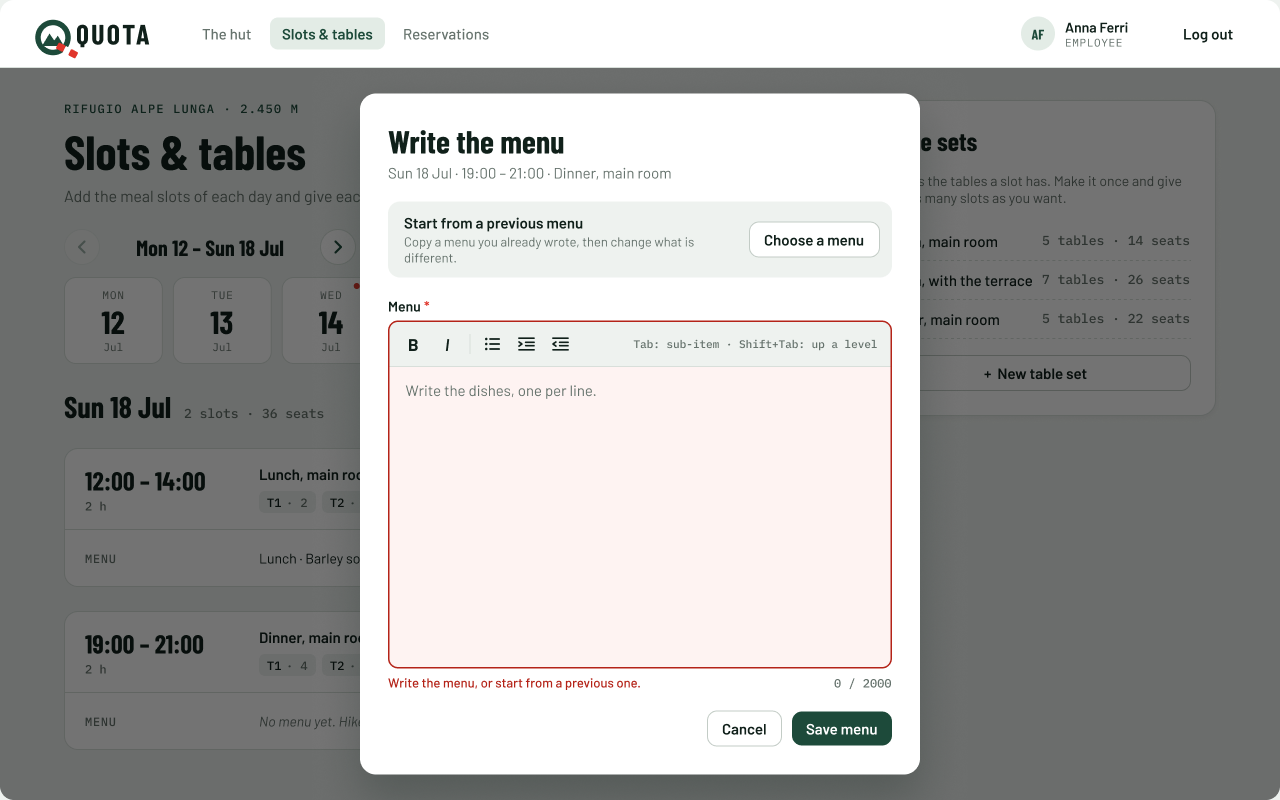 QUOTA
The hut
Slots & tables
Reservations
AF
Anna Ferri
EMPLOYEE
Log out
RIFUGIO ALPE LUNGA · 2.450 M
Slots & tables
Add the meal slots of each day and give eac
Mon 12 – Sun 18 Jul
MON
12
Jul
TUE
13
Jul
WED
14
Jul
Sun 18 Jul
2 slots · 36 seats
12:00 – 14:00
2 h
Lunch, main roo
T1 · 2
T2 ·
MENU
Lunch · Barley so
19:00 – 21:00
2 h
Dinner, main roo
T1 · 4
T2 ·
MENU
No menu yet. Hik
Write the menu
Sun 18 Jul · 19:00 – 21:00 · Dinner, main room
Start from a previous menu
Copy a menu you already wrote, then change what is
different.
Choose a menu
Menu *
B
I
Tab: sub-item · Shift+Tab: up a level
Write the dishes, one per line.
Write the menu, or start from a previous one.
0 / 2000
Cancel
Save menu
e sets
s the tables a slot has. Make it once and give
many slots as you want.
, main room
5 tables · 14 seats
, with the terrace
7 tables · 26 seats
r, main room
5 tables · 22 seats
+ New table set